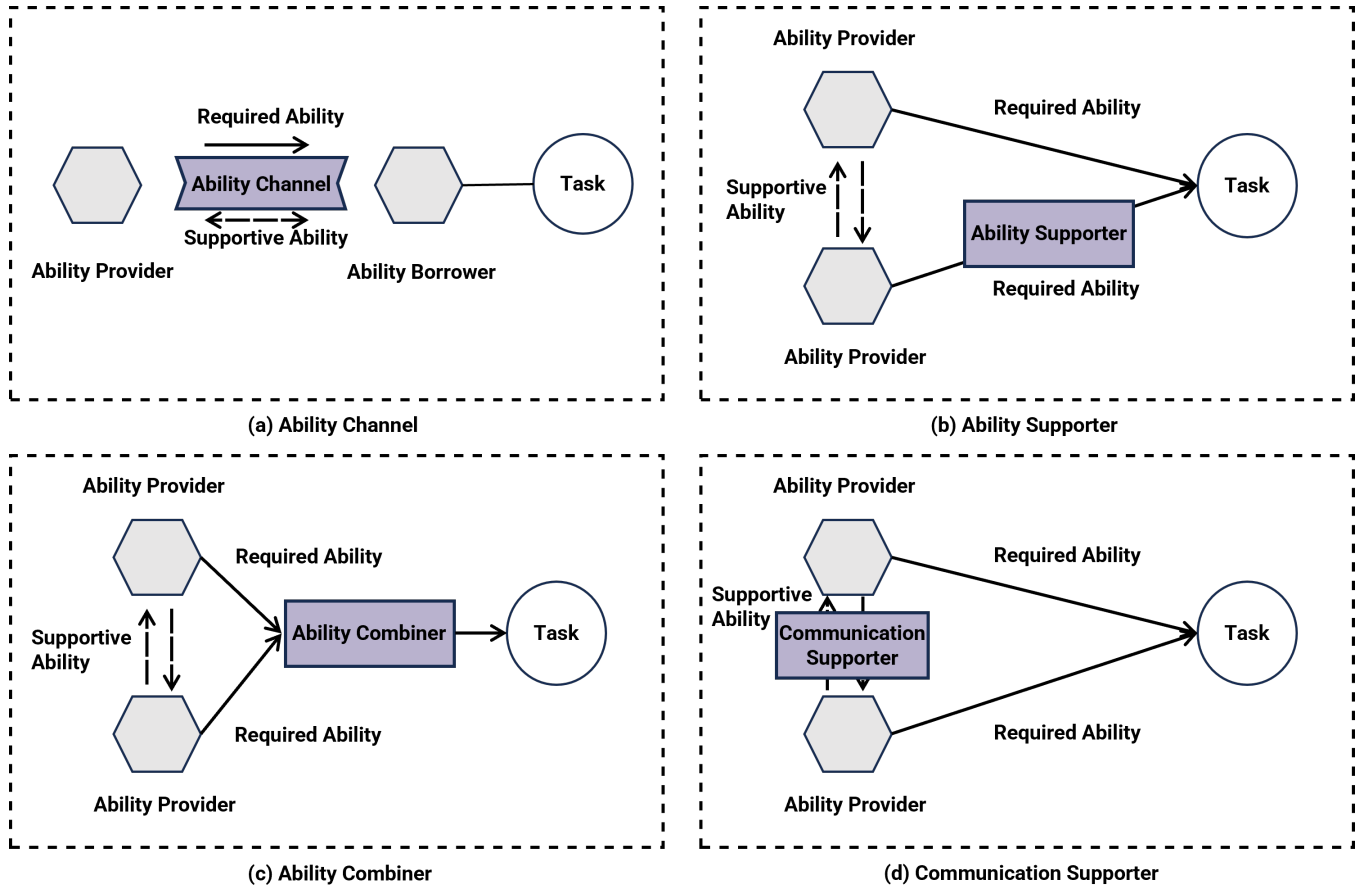 Required Ability
Ability Channel
Supportive Ability
Ability Provider
Ability Borrower
Task
(a) Ability Channel
Ability Provider
Required Ability
Supportive
Ability
Task
Ability Supporter
Required Ability
Ability Provider
(b) Ability Supporter
Ability Provider
Required Ability
Supportive
Ability
Ability Combiner
Task
Required Ability
Ability Provider
(c) Ability Combiner
Ability Provider
Required Ability
Supportive
Ability
Communication
Supporter
Task
Required Ability
Ability Provider
(d) Communication Supporter